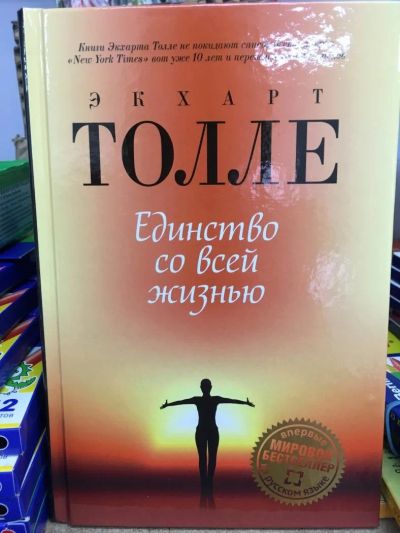 Книги Экхарта Толле не покидают
«New York Times» вот уже 10 лет и
ЭКХАРТ
ТОЛЛЕ
Единство
со всей
жизнью
впервые
МИРОВОЙ
БЕСТСЕЛЛЕР
русском языке